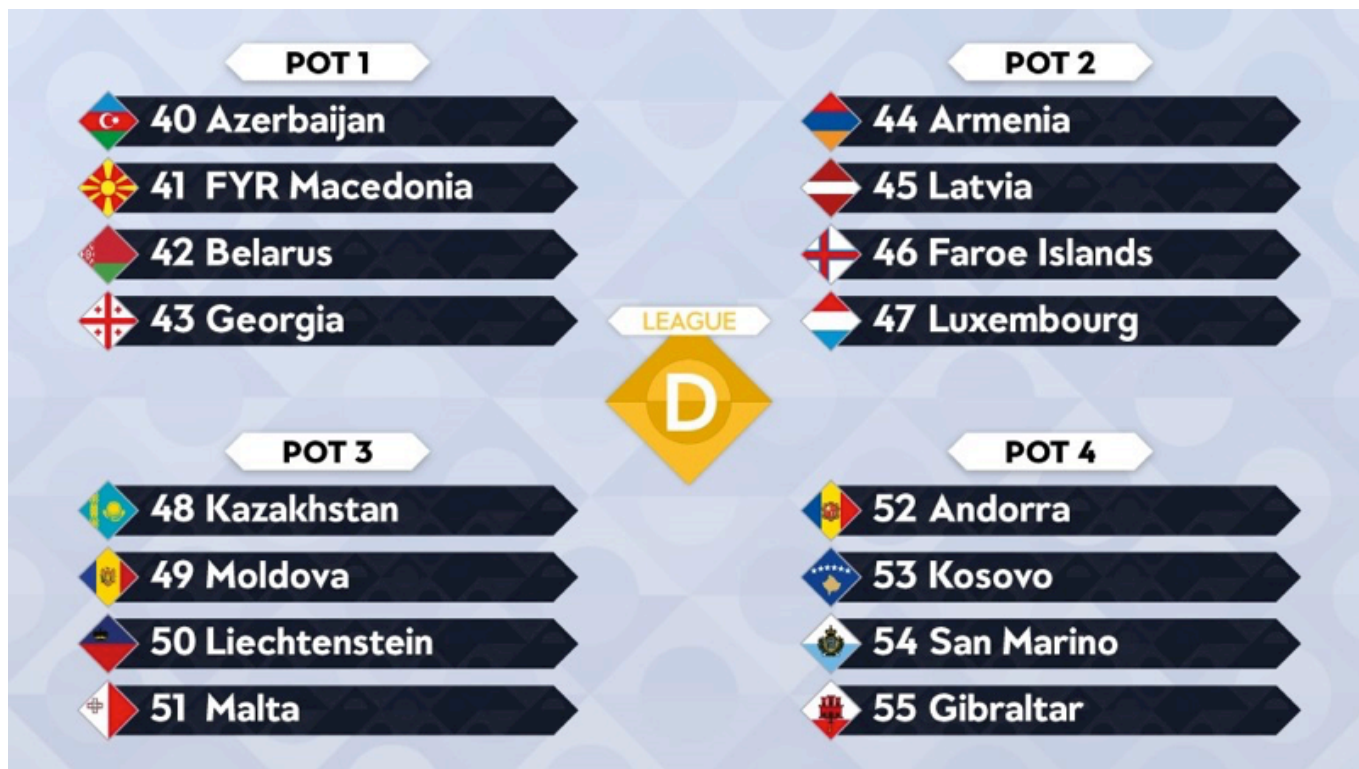 POT 1
40 Azerbaijan
41 FYR Macedonia
42 Belarus
43 Georgia
POT 2
44 Armenia
45 Latvia
46 Faroe Islands
47 Luxembourg
LEAGUE
D
POT 3
48 Kazakhstan
49 Moldova
50 Liechtenstein
51 Malta
POT 4
52 Andorra
53 Kosovo
54 San Marino
55 Gibraltar